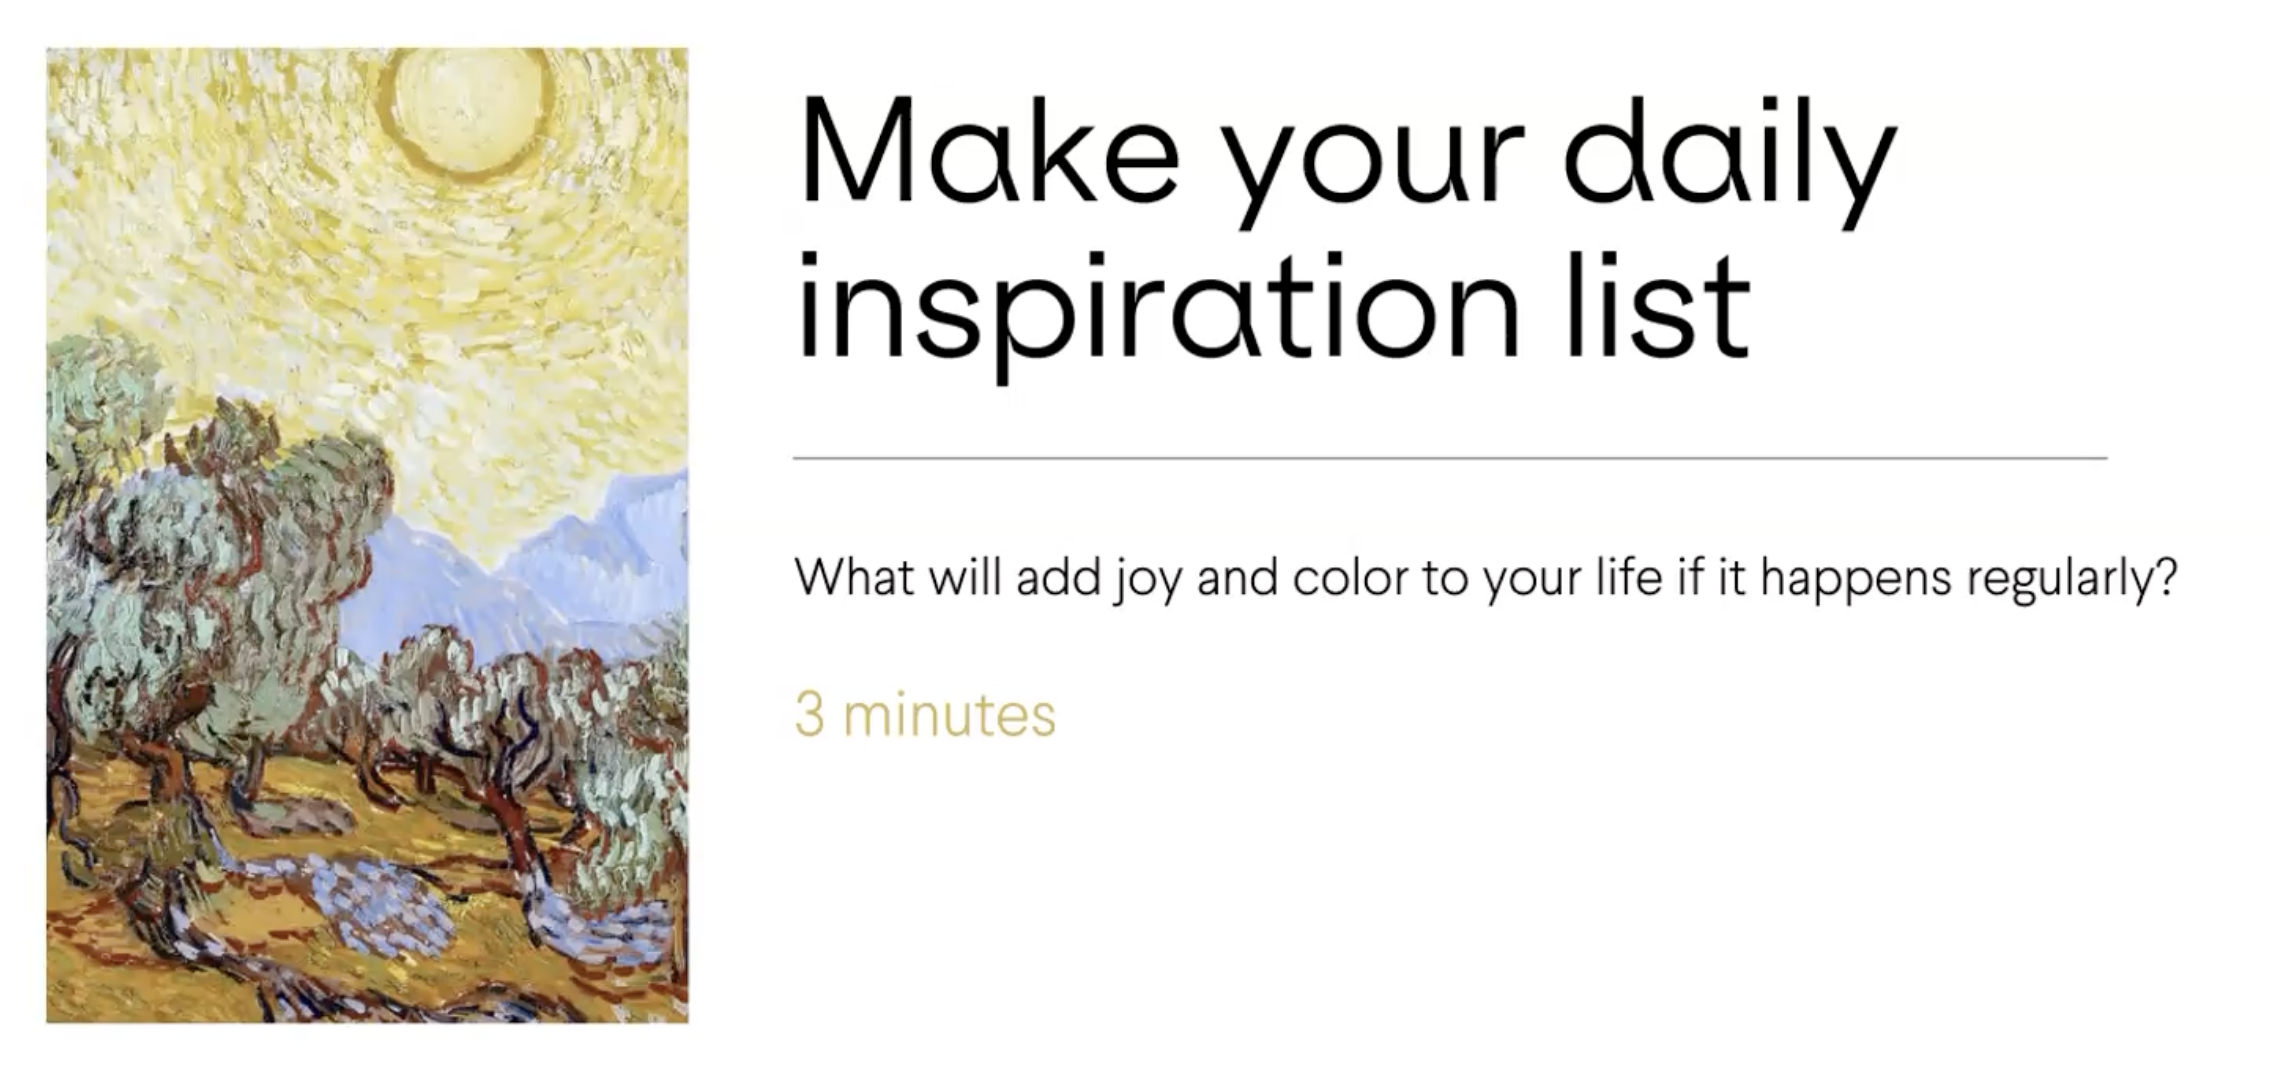 Make your daily
inspiration list
What will add joy and color to your life if it happens regularly?
3 minutes